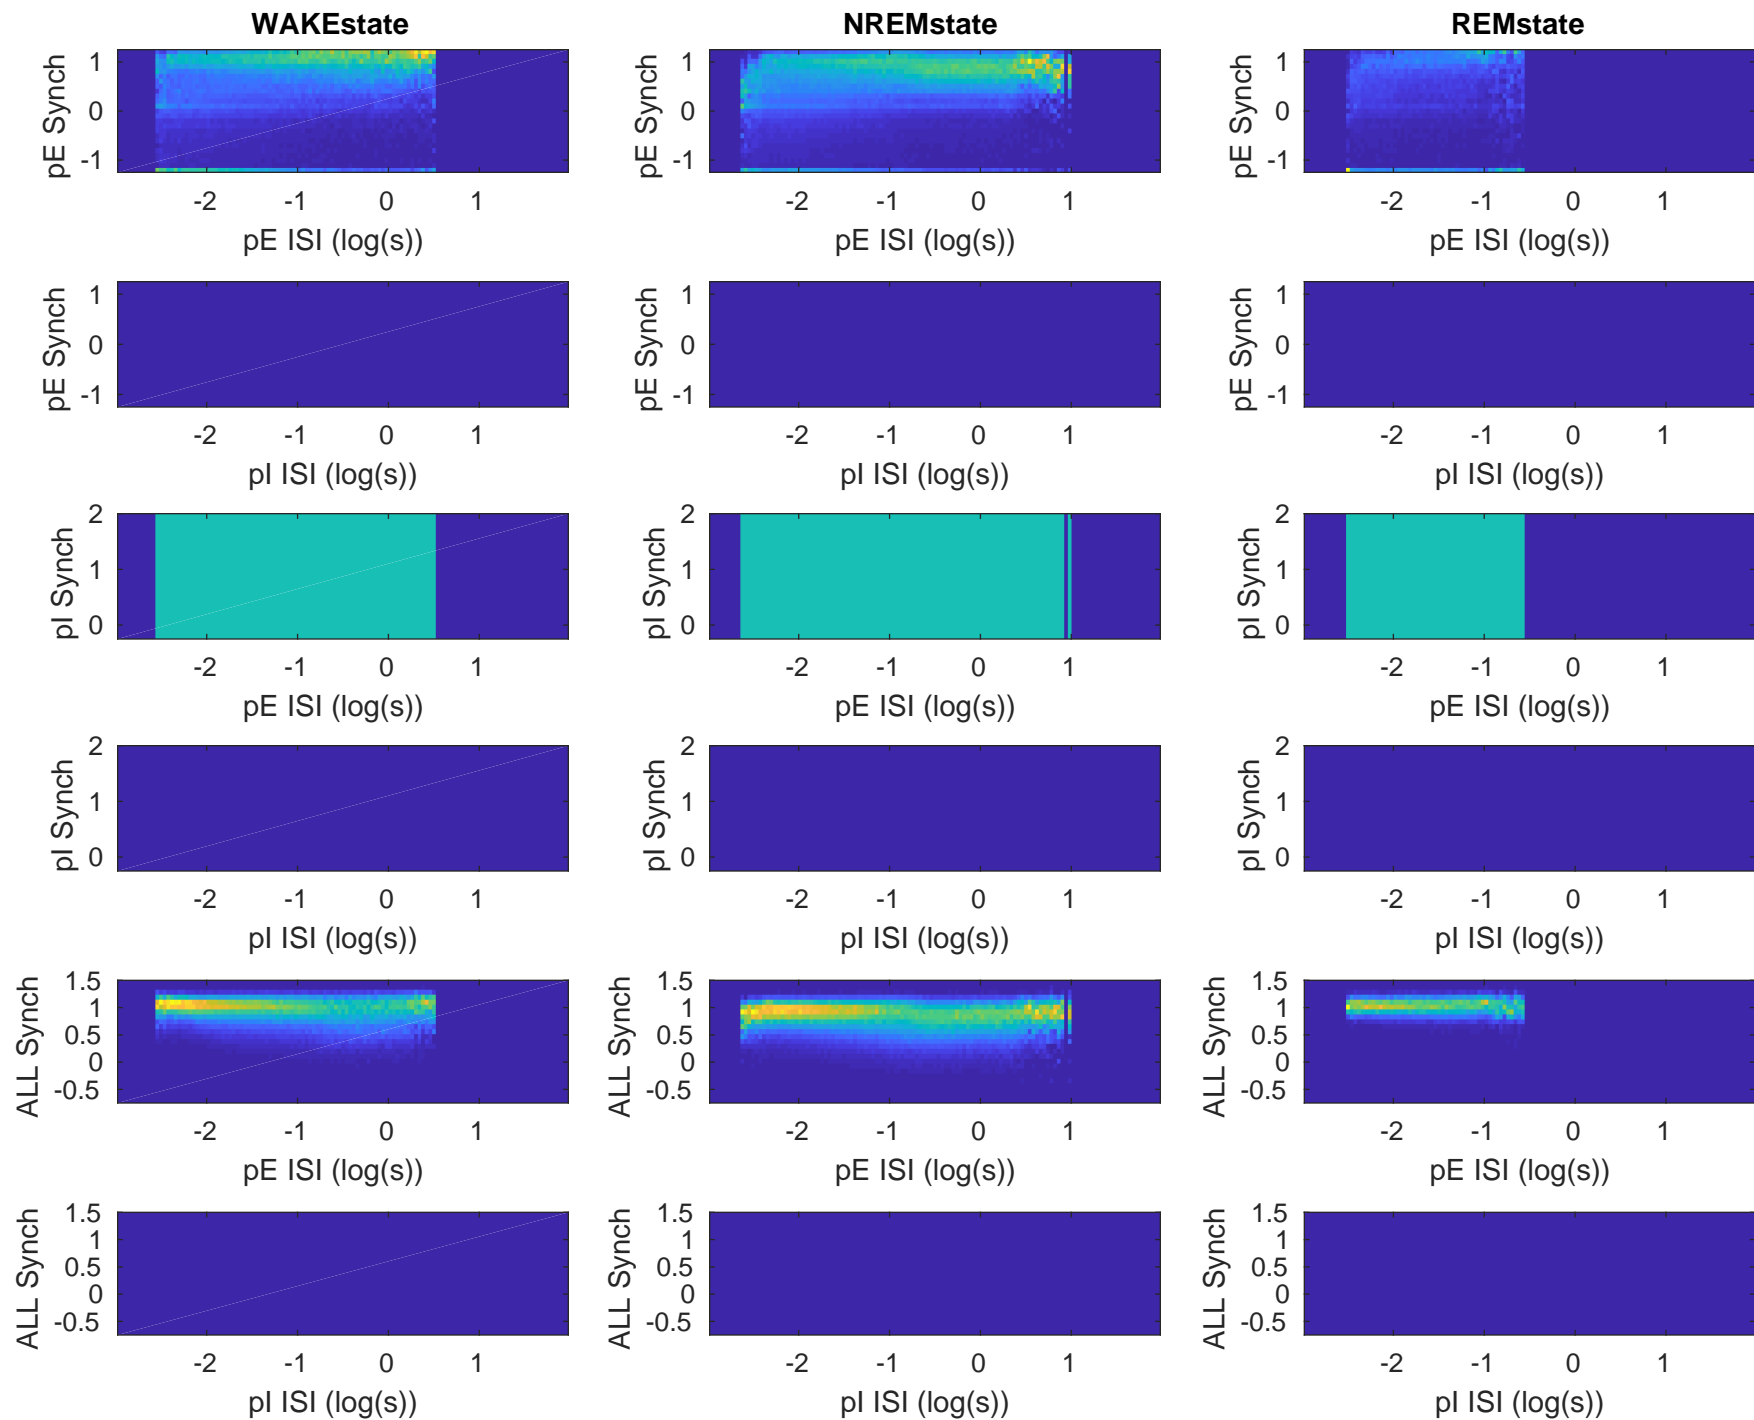 WAKEstate NREMstate REMstate
pE Synch 1 0 -1 pE Synch 1 0 -1 pE Synch 1 0 -1
-2 -1 0 1 -2 -1 0 1 -2 -1 0 1
pE ISI (log(s)) pE ISI (log(s)) pE ISI (log(s))
pE Synch 1 0 -1 pE Synch 1 0 -1 pE Synch 1 0 -1
-2 -1 0 1 -2 -1 0 1 -2 -1 0 1
pI ISI (log(s)) pI ISI (log(s)) pI ISI (log(s))
pI Synch 2 1 0 pI Synch 2 1 0 pI Synch 2 1 0
-2 -1 0 1 -2 -1 0 1 -2 -1 0 1
pE ISI (log(s)) pE ISI (log(s)) pE ISI (log(s))
pI Synch 2 1 0 pI Synch 2 1 0 pI Synch 2 1 0
-2 -1 0 1 -2 -1 0 1 -2 -1 0 1
pI ISI (log(s)) pI ISI (log(s)) pI ISI (log(s))
ALL Synch 1.5 1 0.5 0 -0.5 ALL Synch 1.5 1 0.5 0 -0.5 ALL Synch 1.5 1 0.5 0 -0.5
-2 -1 0 1 -2 -1 0 1 -2 -1 0 1
pE ISI (log(s)) pE ISI (log(s)) pE ISI (log(s))
ALL Synch 1.5 1 0.5 0 -0.5 ALL Synch 1.5 1 0.5 0 -0.5 ALL Synch 1.5 1 0.5 0 -0.5
-2 -1 0 1 -2 -1 0 1 -2 -1 0 1
pI ISI (log(s)) pI ISI (log(s)) pI ISI (log(s))